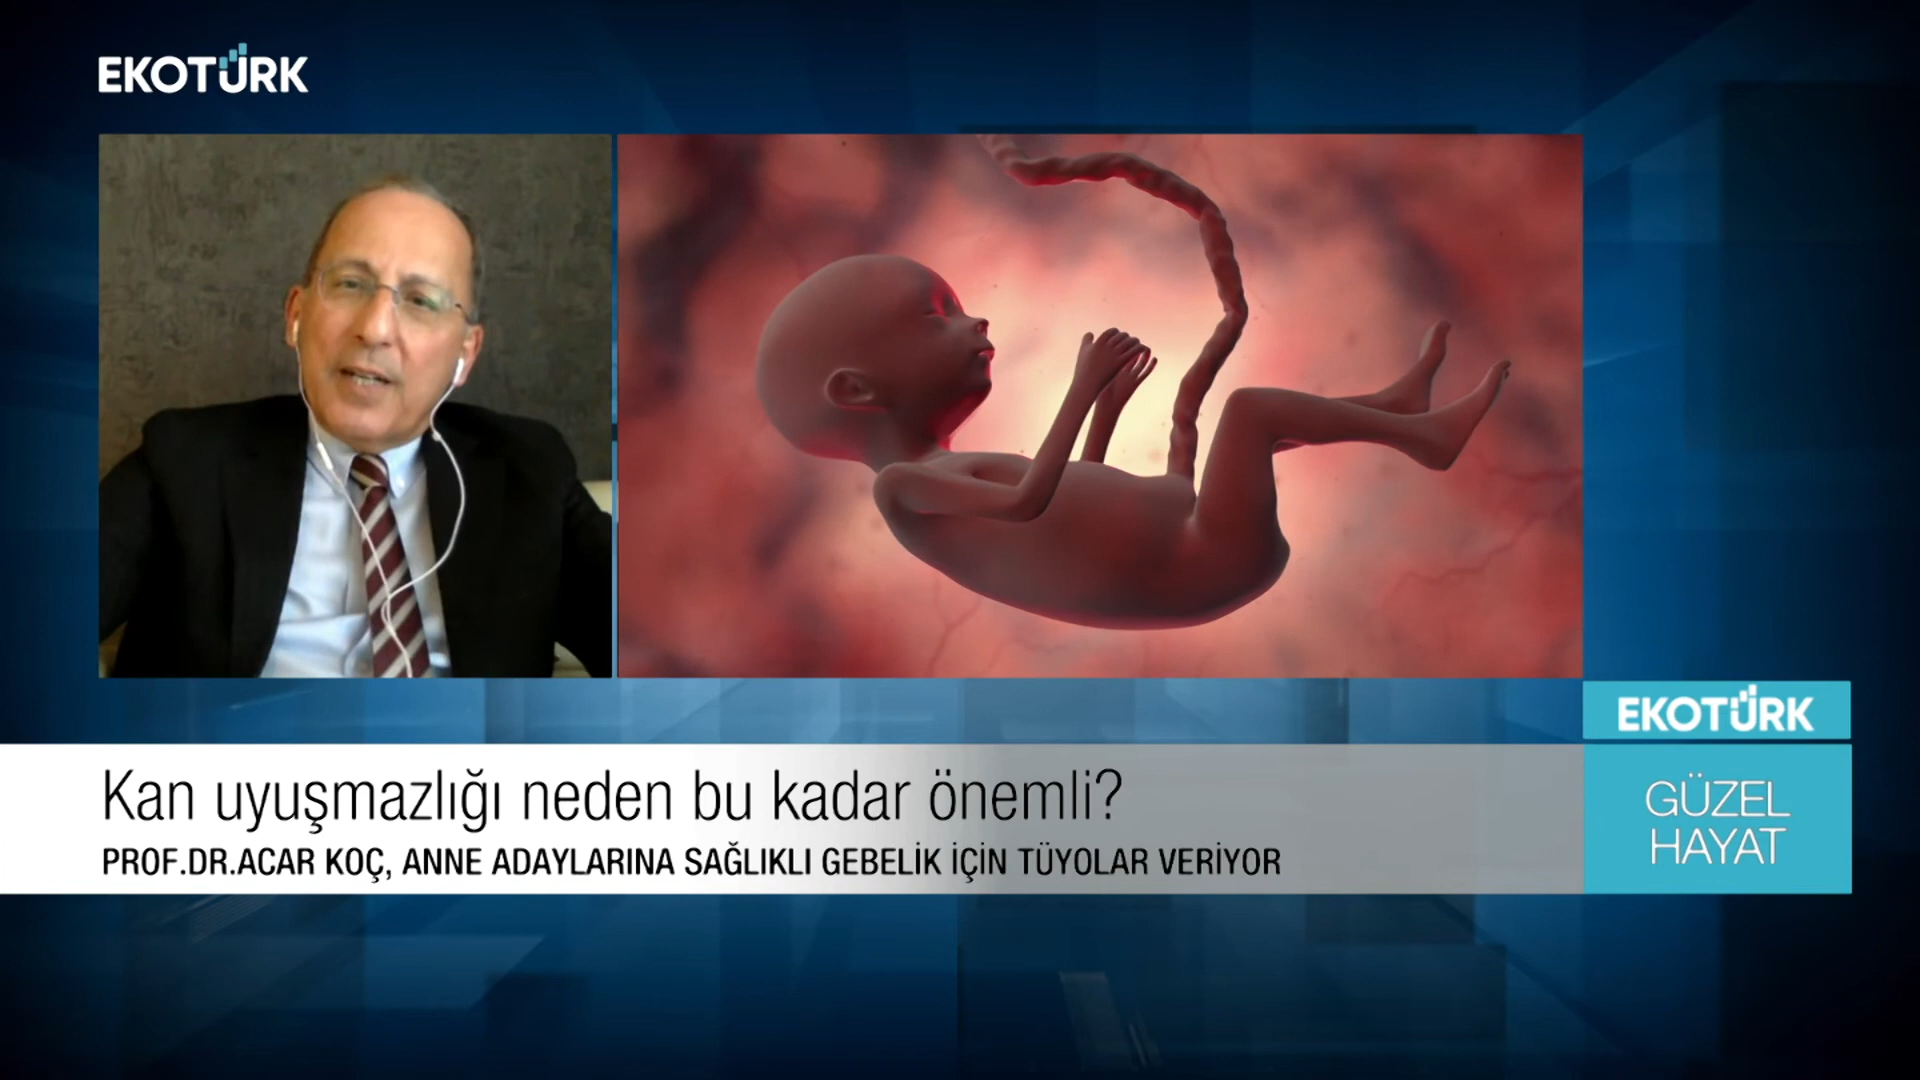 EKOTÜRK
EKOTÜRK
Kan uyuşmazlığı neden bu kadar önemli?
PROF.DR.ACAR KOÇ, ANNE ADAYLARINA SAĞLIKLI GEBELİK İÇİN TÜYOLAR VERİYOR
GÜZEL
HAYAT